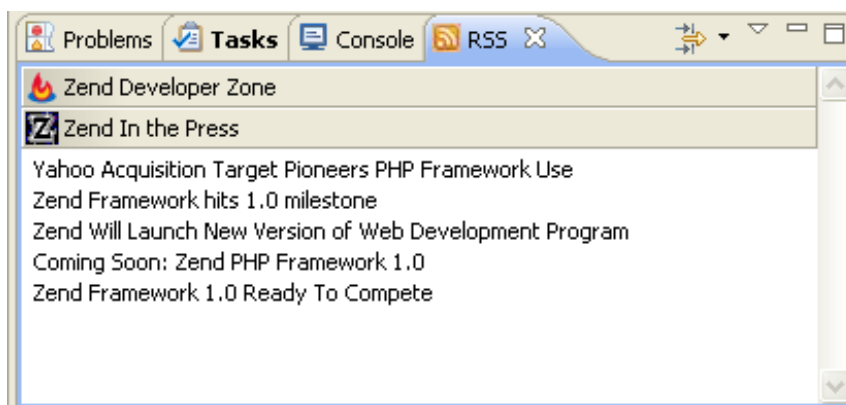 Problems Tasks Console RSS
Zend Developer Zone
Z Zend In the Press
Yahoo Acquisition Target Pioneers PHP Framework Use
Zend Framework hits 1.0 milestone
Zend Will Launch New Version of Web Development Program
Coming Soon: Zend PHP Framework 1.0
Zend Framework 1.0 Ready To Compete